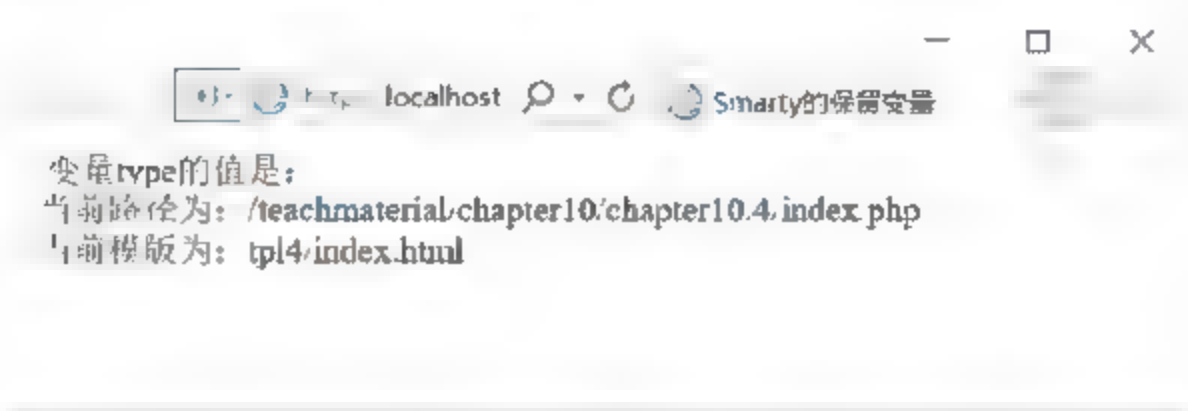 localhost Smarty的保留变量
变量type的值是：
当前路径为：/teachmaterial/chapter10/chapter10.4/index.php
当前模版为：tpl4/index.html